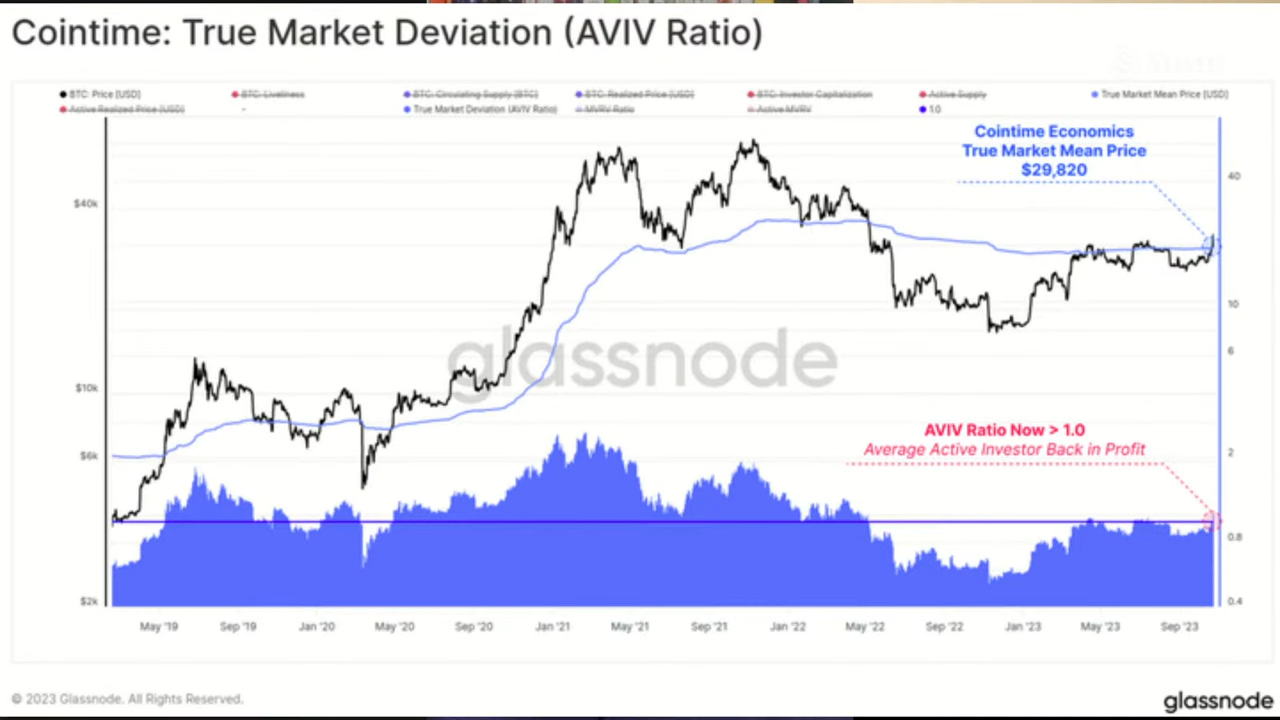 Cointime: True Market Deviation (AVIV Ratio)
BTC: Price [USD] BTC: Liveliness BTC: Circulating Supply [BTC] BTC: Realized Price [USD] BTC: Investor Capitalization Active Supply True Market Mean Price [USD]
Active Realized Price [USD] - True Market Deviation (AVIV Ratio) MVRV Ratio Active MVRV 1.0
Cointime Economics
True Market Mean Price
$29,820
40
$40k
10
glassnode
6
$10k
AVIV Ratio Now > 1.0
Average Active Investor Back in Profit
$6k
2
0.8
$2k
0.4
May '19 Sep '19 Jan '20 May '20 Sep '20 Jan '21 May '21 Sep '21 Jan '22 May '22 Sep '22 Jan '23 May '23 Sep '23
© 2023 Glassnode. All Rights Reserved.
glassnode